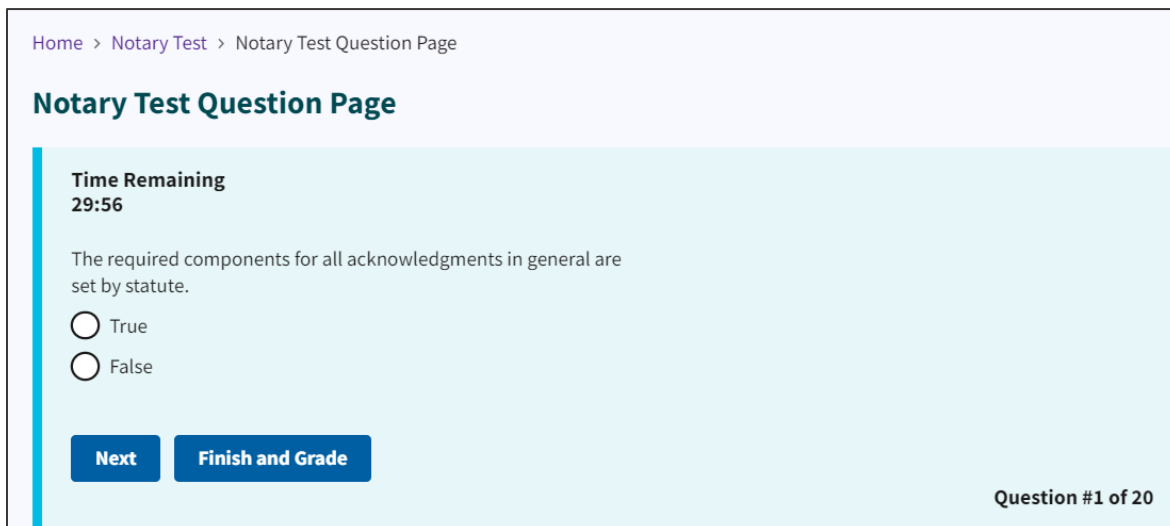 Home > Notary Test > Notary Test Question Page
Notary Test Question Page
Time Remaining
29:56
The required components for all acknowledgments in general are
set by statute.
True
False
Next Finish and Grade
Question #1 of 20